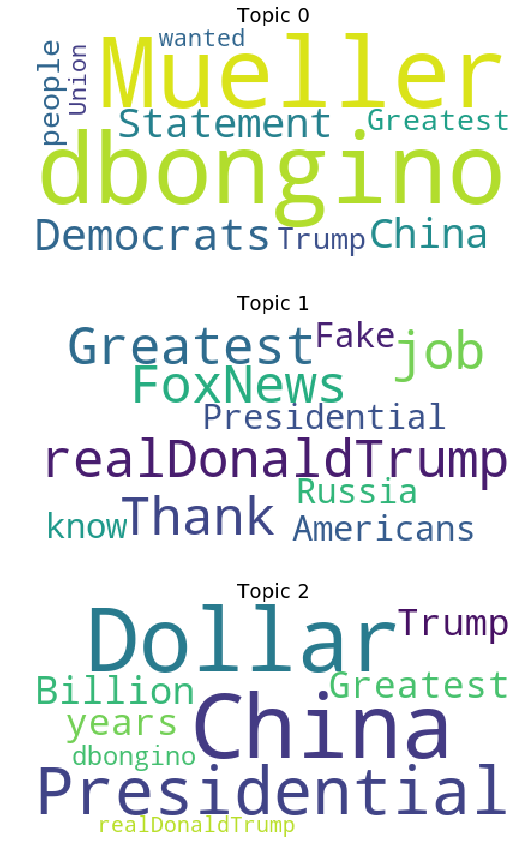 Topic 0
wanted
people
Union
Mueller
Statement
Greatest
dbongino
Democrats
Trump
China
Topic 1
Greatest
Fake
job
FoxNews
Presidential
realDonaldTrump
Russia
know
Thank
Americans
Topic 2
Dollar
Trump
Billion
Greatest
years
China
dbongino
Presidential
realDonaldTrump